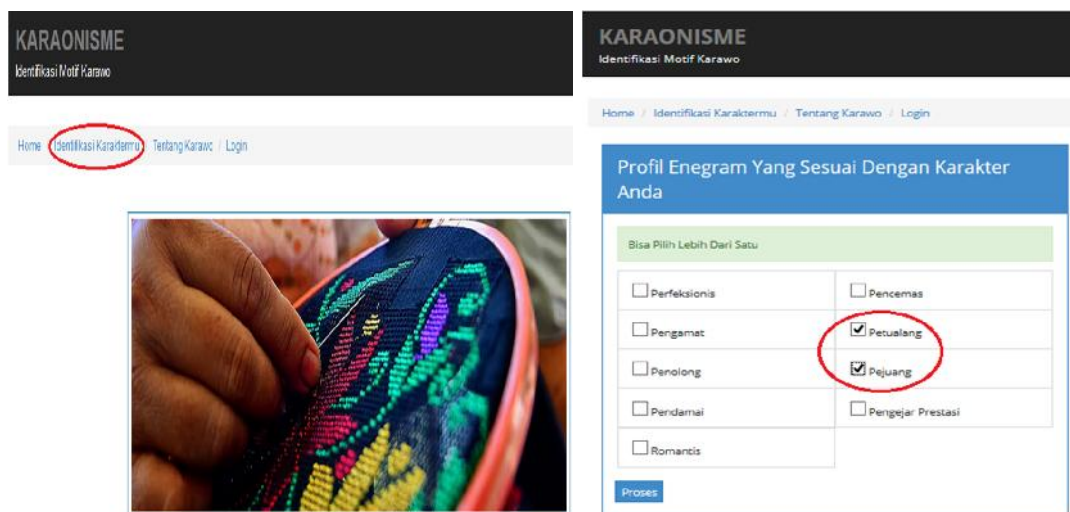 KARAONISME
Identifikasi Motif Karawo
Home / Identifikasi Karaktermu / Tentang Karawo / Login
KARAONISME
Identifikasi Motif Karawo
Home / Identifikasi Karaktermu / Tentang Karawo / Login
Profil Enegram Yang Sesuai Dengan Karakter
Anda
Bisa Pilih Lebih Dari Satu
Perfeksionis
Pencemas
Pengamat
Petualang
Penolong
Pejuang
Pendamai
Pengejar Prestasi
Romantis
Proses